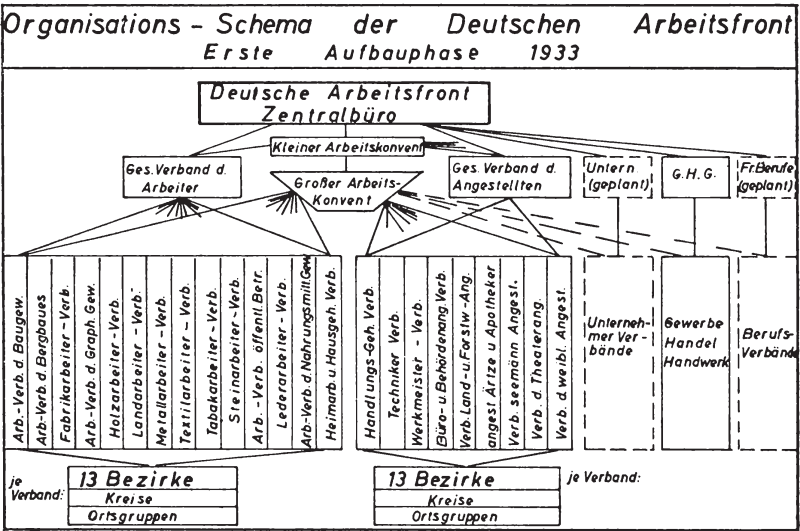 Organisations - Schema der Deutschen Arbeitsfront
Erste Aufbauphase 1933
Deutsche Arbeitsfront
Zentralbüro
Kleiner Arbeitskonvent
Ges. Verband d.
Arbeiter
Großer Arbeits-
Konvent
Ges. Verband d.
Angestellten
Untern.
(geplant)
G.H.G.
Fr. Berufe
(geplant)
Arb.-Verb. d. Baugew.
Arb-Verb. d. Bergbaues
Fabrikarbeiter-Verb.
Arb.-Verb. d. Graph. Gew.
Holzarbeiter-Verb.
Landarbeiter-Verb.
Metallarbeiter-Verb.
Textilarbeiter-Verb.
Tabakarbeiter-Verb.
Steinarbeiter-Verb.
Arb.-Verb. öffentl. Betr.
Lederarbeiter-Verb.
Arb-Verb. d. Nahrungsmitt. Gew.
Heimarb. u. Hausgeh. Verb.
Handlungs-Geh. Verb.
Techniker Verb.
Werkmeister-Verb.
Büro-u. Behördenang. Verb.
Verb. Land-u. Forstw-Ang.
angest. Ärtze u Apotheker
Verb. seemänn Angest.
Verb. d. Theaterang.
Verb. d. weibl. Angest.
Unterneh-
mer Ver-
bände
Gewerbe
Handel
Handwerk
Berufs-
Verbände
je
Verband:
13 Bezirke
Kreise
Ortsgruppen
13 Bezirke
Kreise
Ortsgruppen
je Verband: